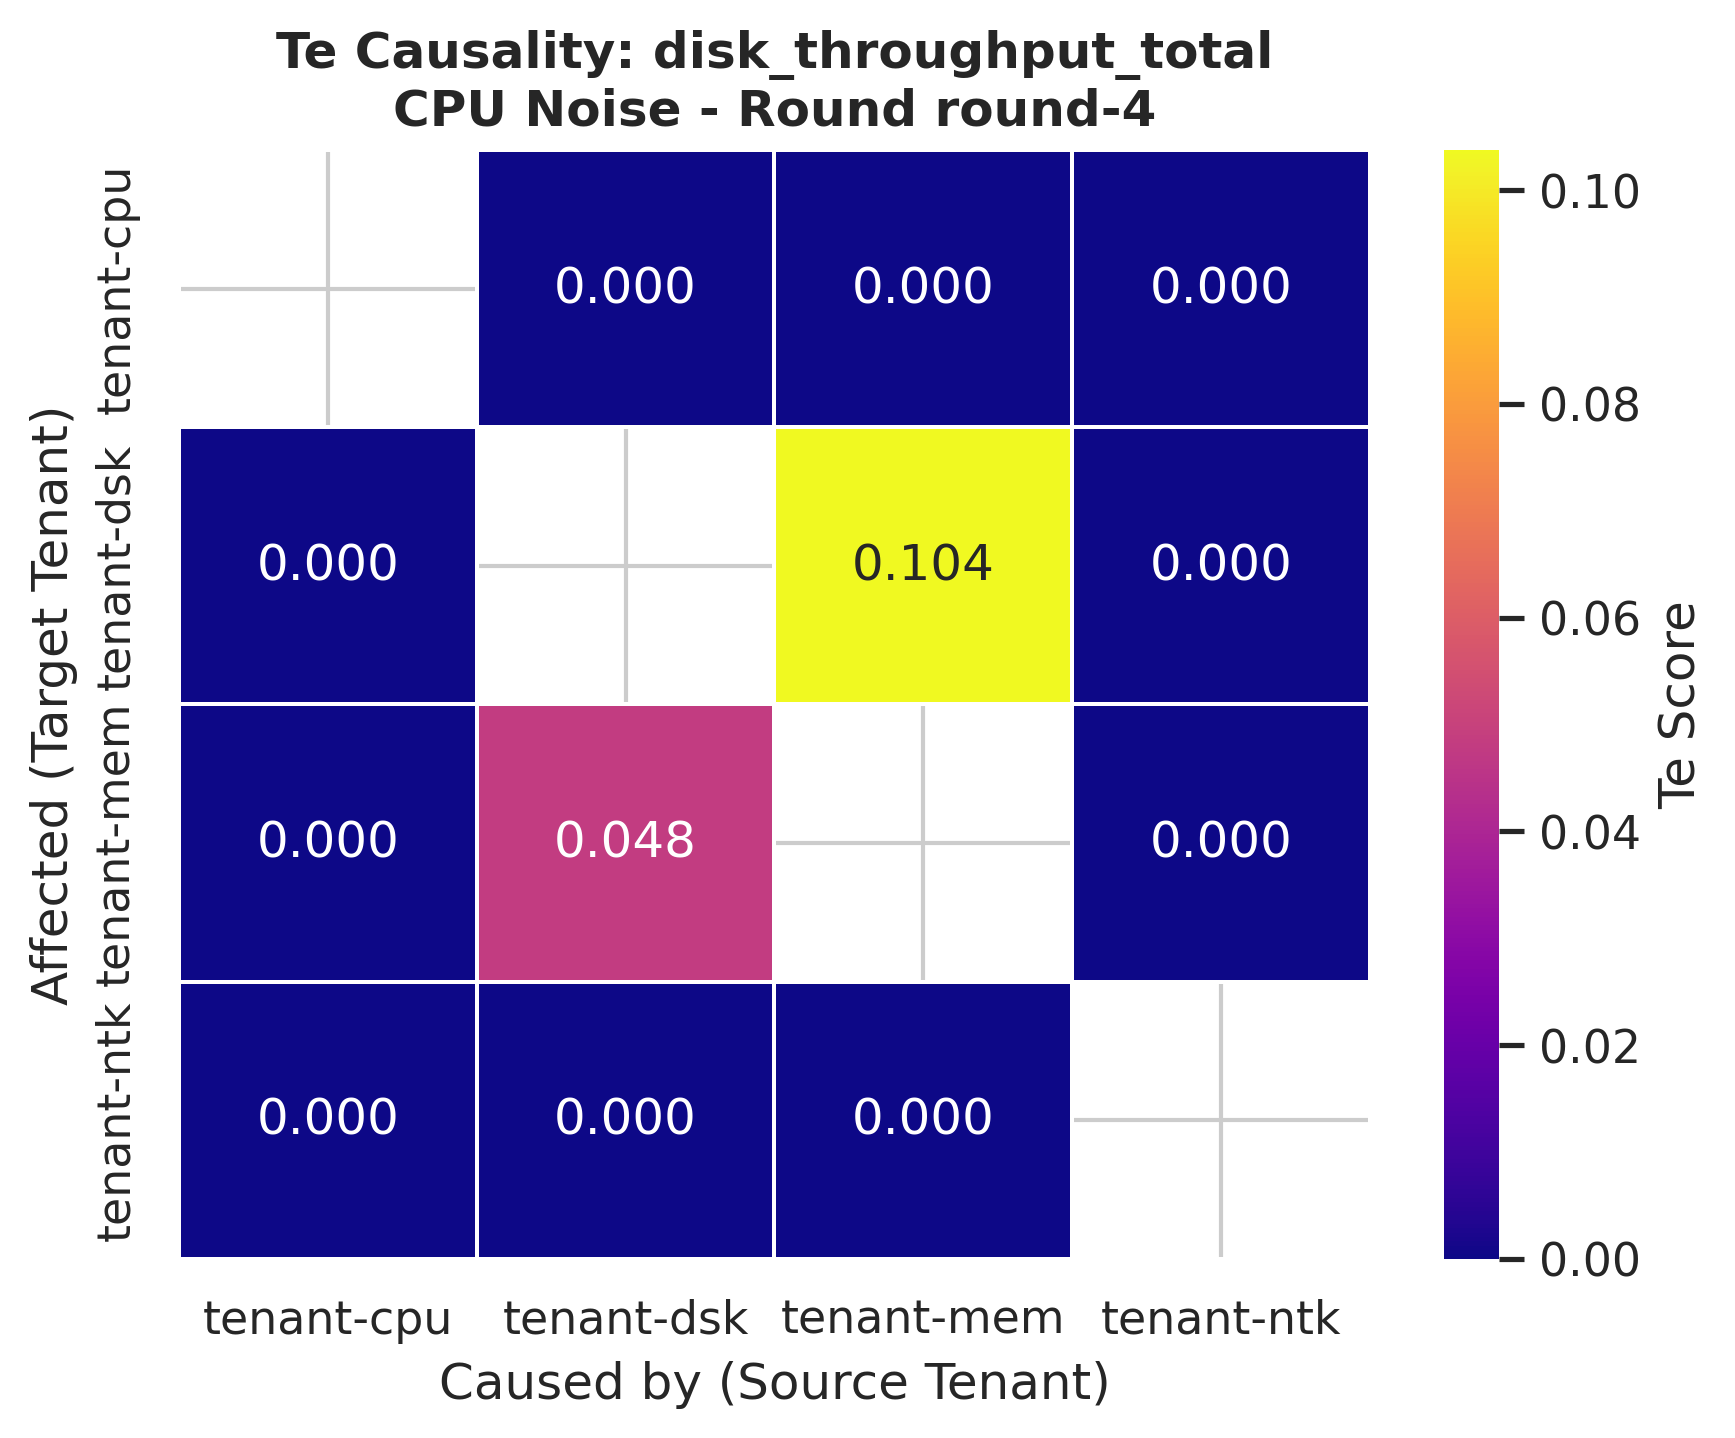 Te Causality: disk_throughput_total
CPU Noise - Round round-4
Affected (Target Tenant)
tenant-cpu
0.000 0.000 0.000
tenant-dsk
0.000 0.104 0.000
tenant-mem
0.000 0.048 0.000
tenant-ntk
0.000 0.000 0.000
tenant-cpu tenant-dsk tenant-mem tenant-ntk
Caused by (Source Tenant)
0.10
0.08
0.06
0.04
0.02
0.00
Te Score